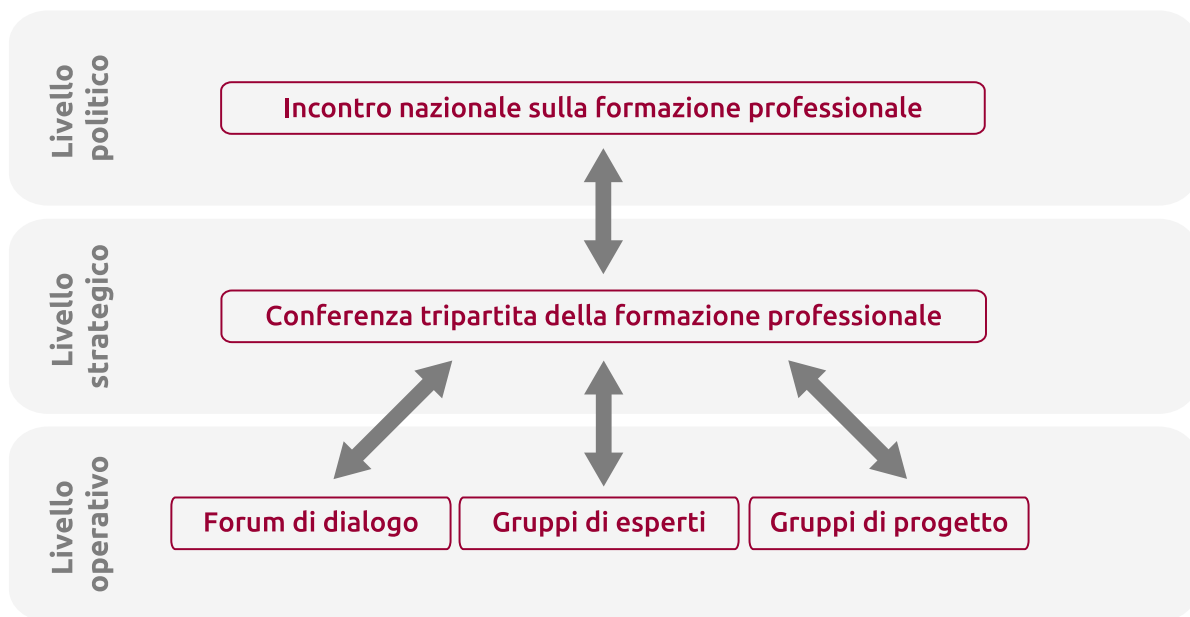 Livello
politico
Incontro nazionale sulla formazione professionale
Livello
strategico
Conferenza tripartita della formazione professionale
Livello
operativo
Forum di dialogo
Gruppi di esperti
Gruppi di progetto